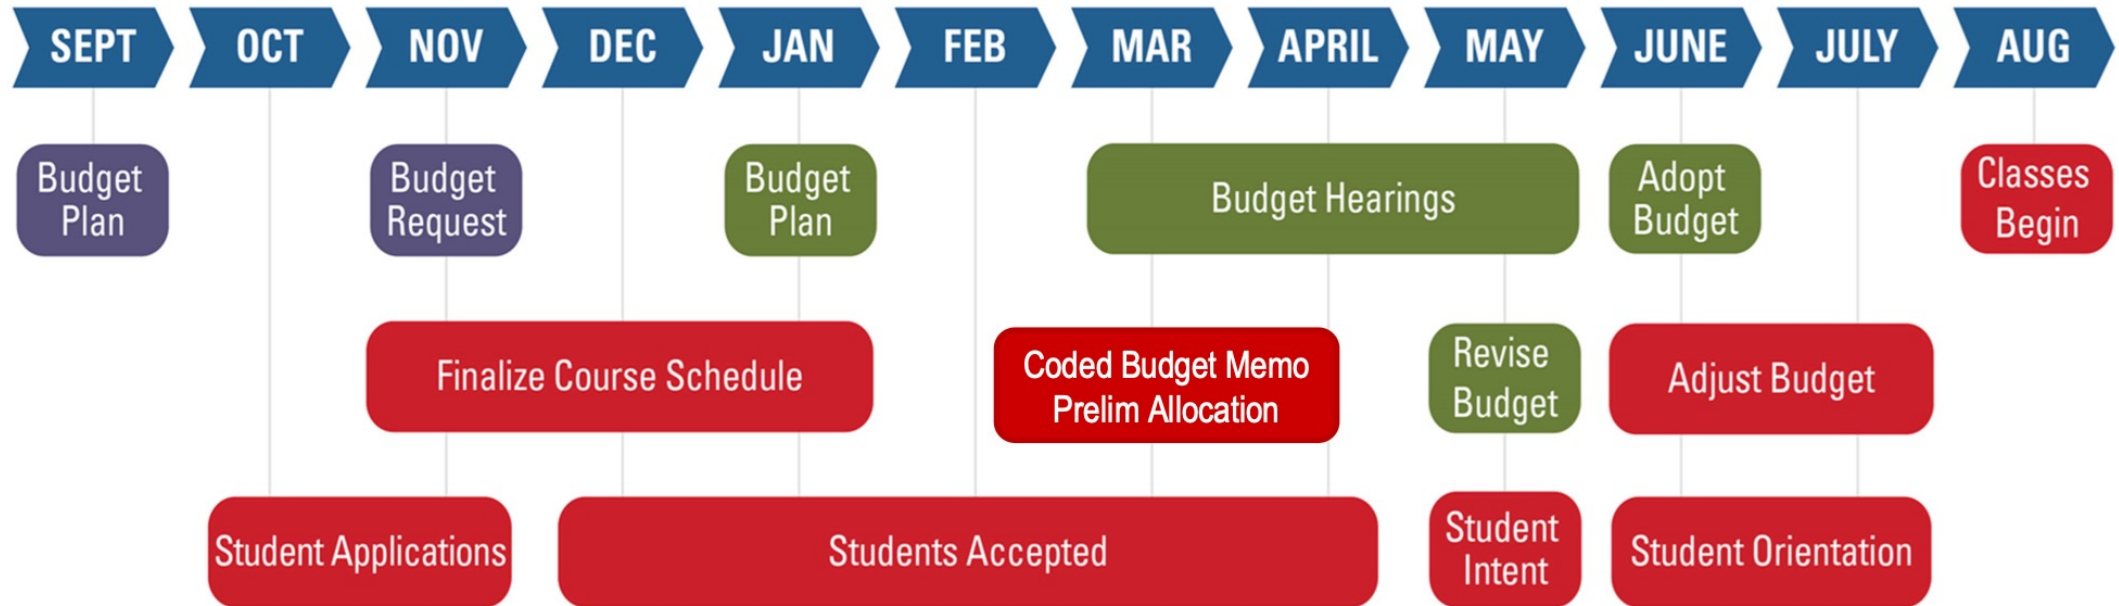 SEPT
OCT
NOV
DEC
JAN
FEB
MAR
APRIL
MAY
JUNE
JULY
AUG
Budget
Plan
Budget
Request
Budget
Plan
Budget Hearings
Adopt
Budget
Classes
Begin
Finalize Course Schedule
Coded Budget Memo
Prelim Allocation
Revise
Budget
Adjust Budget
Student Applications
Students Accepted
Student
Intent
Student Orientation